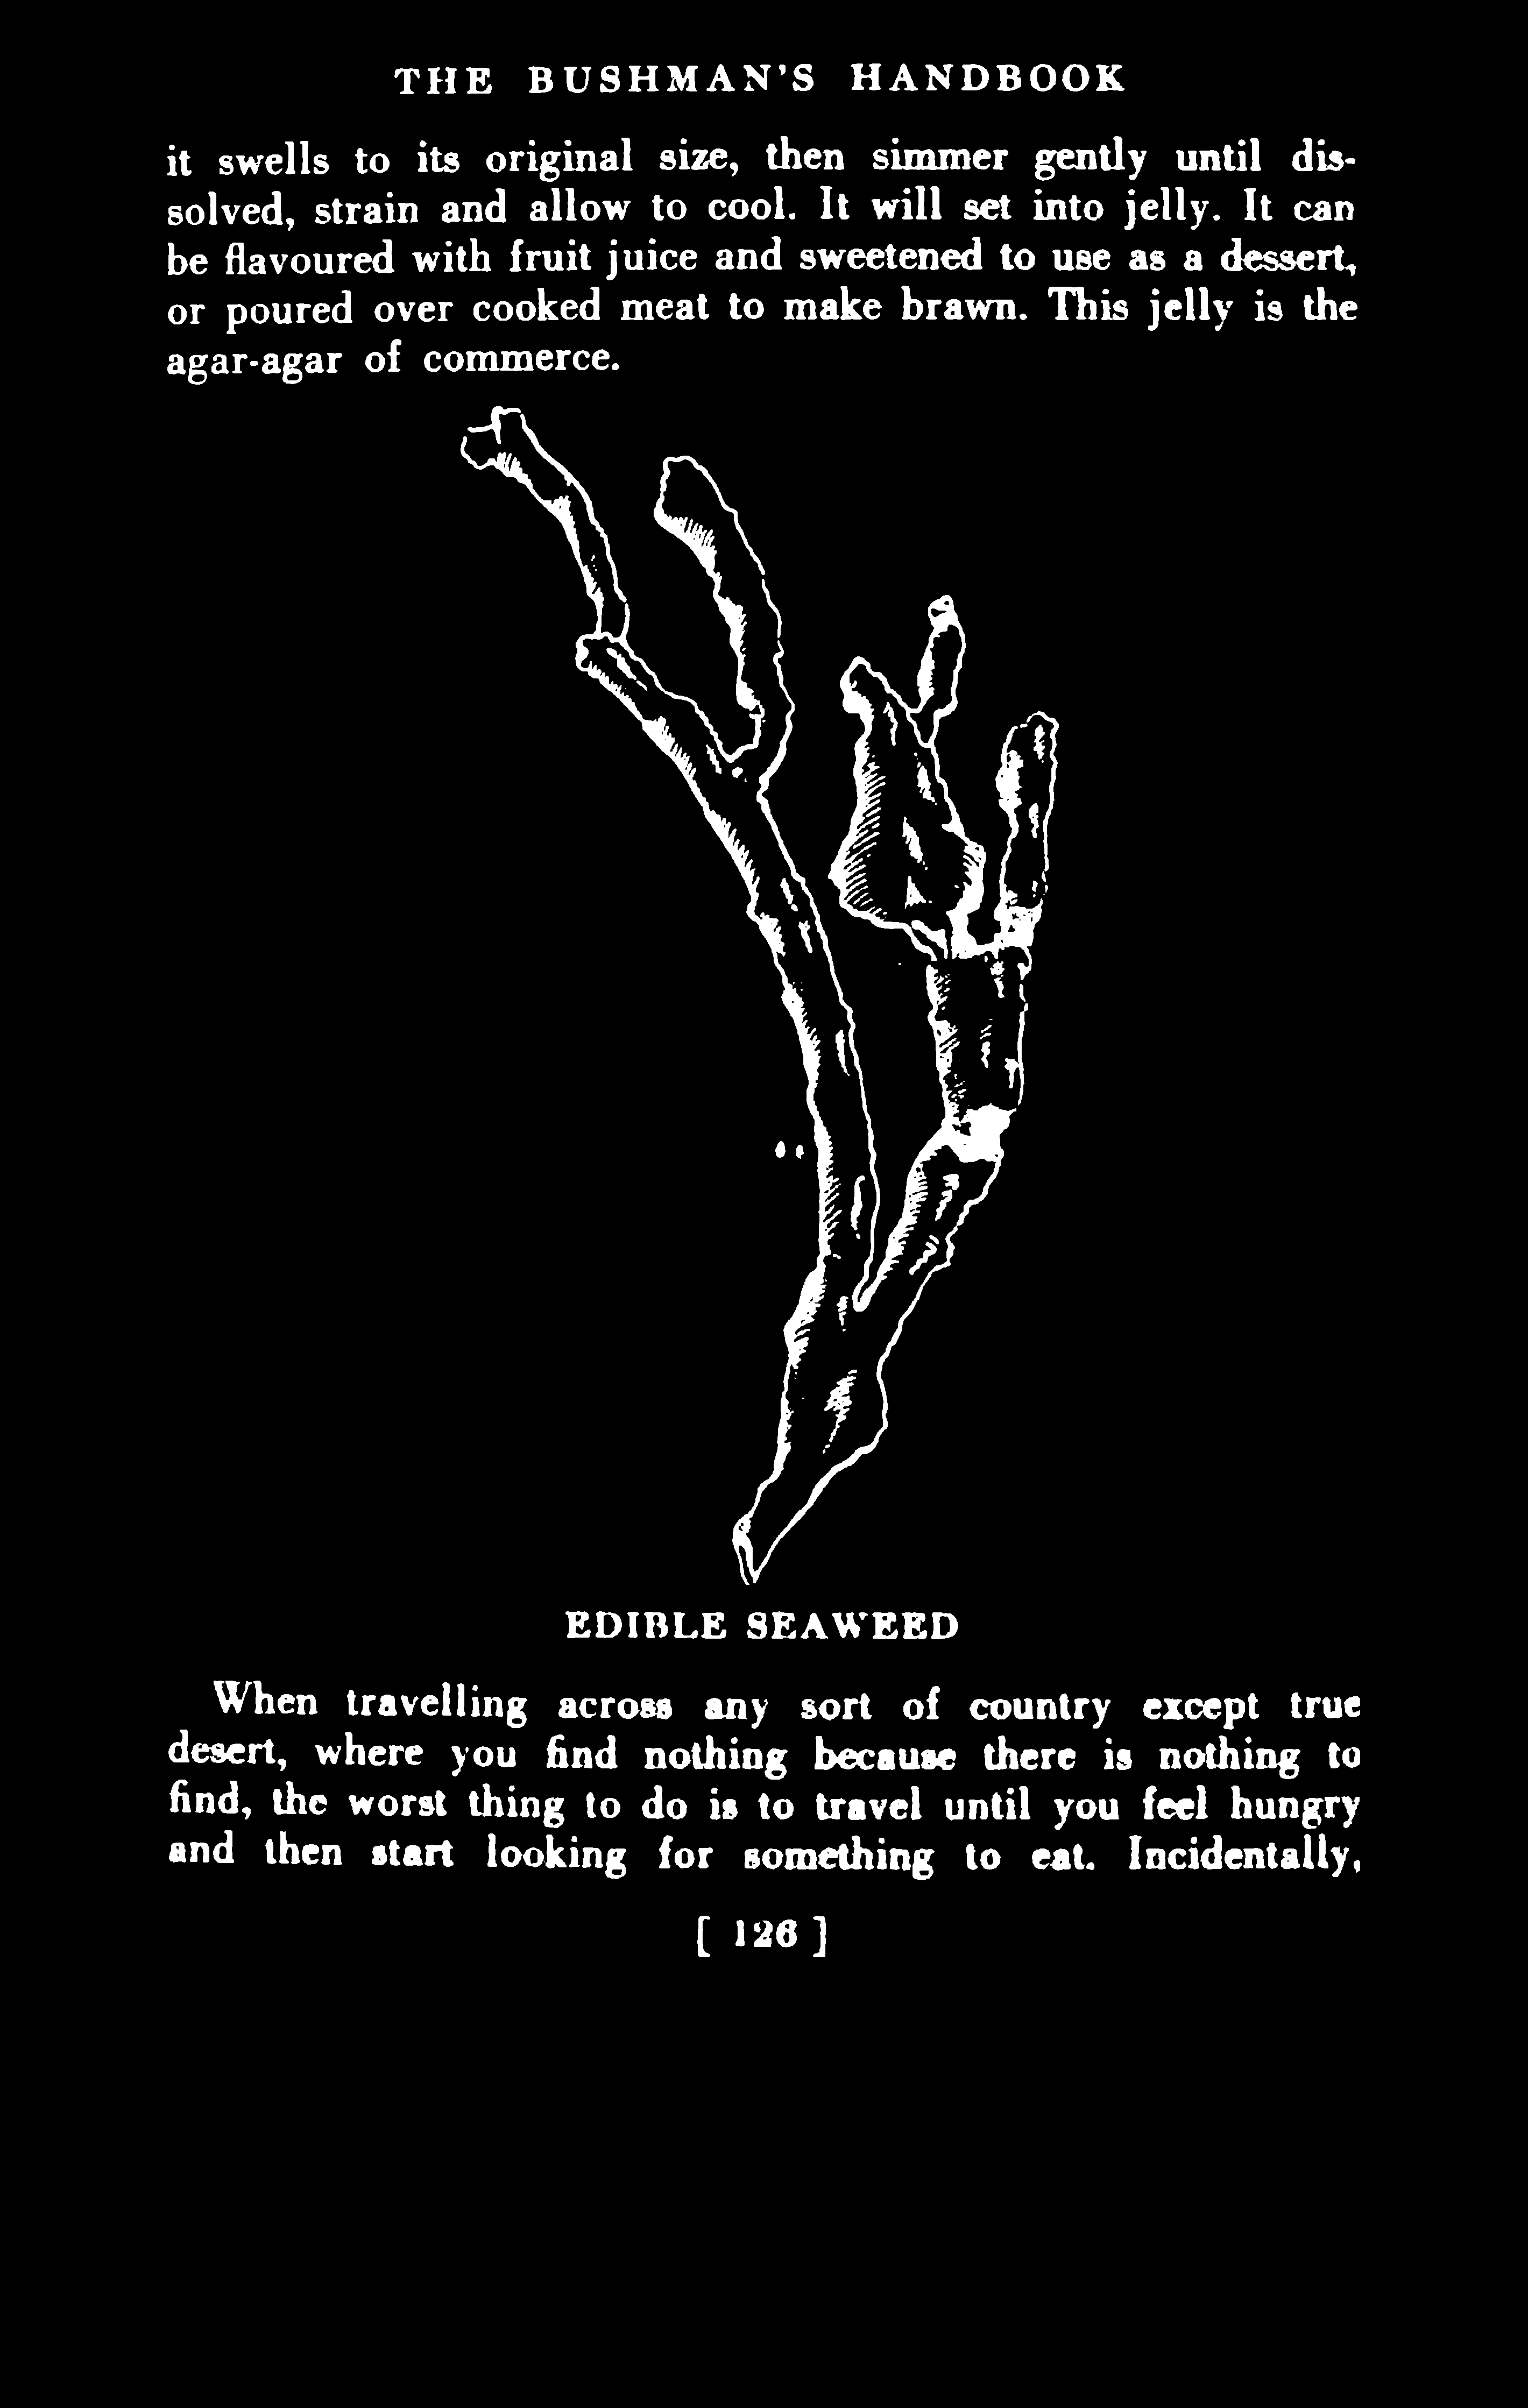 THE BUSHMAN'S HANDBOOK
it swells to its original size, then simmer gently until dis-
solved, strain and allow to cool. It will set into jelly. It can
be flavoured with fruit juice and sweetened to use as a dessert,
or poured over cooked meat to make brawn. This jelly is the
agar-agar of commerce.
EDIBLE SEAWEED
When travelling across any sort of country except true
desert, where you find nothing because there is nothing to
find, the worst thing to do is to travel until you feel hungry
and then start looking for something to eat. Incidentally,
[ 126 ]